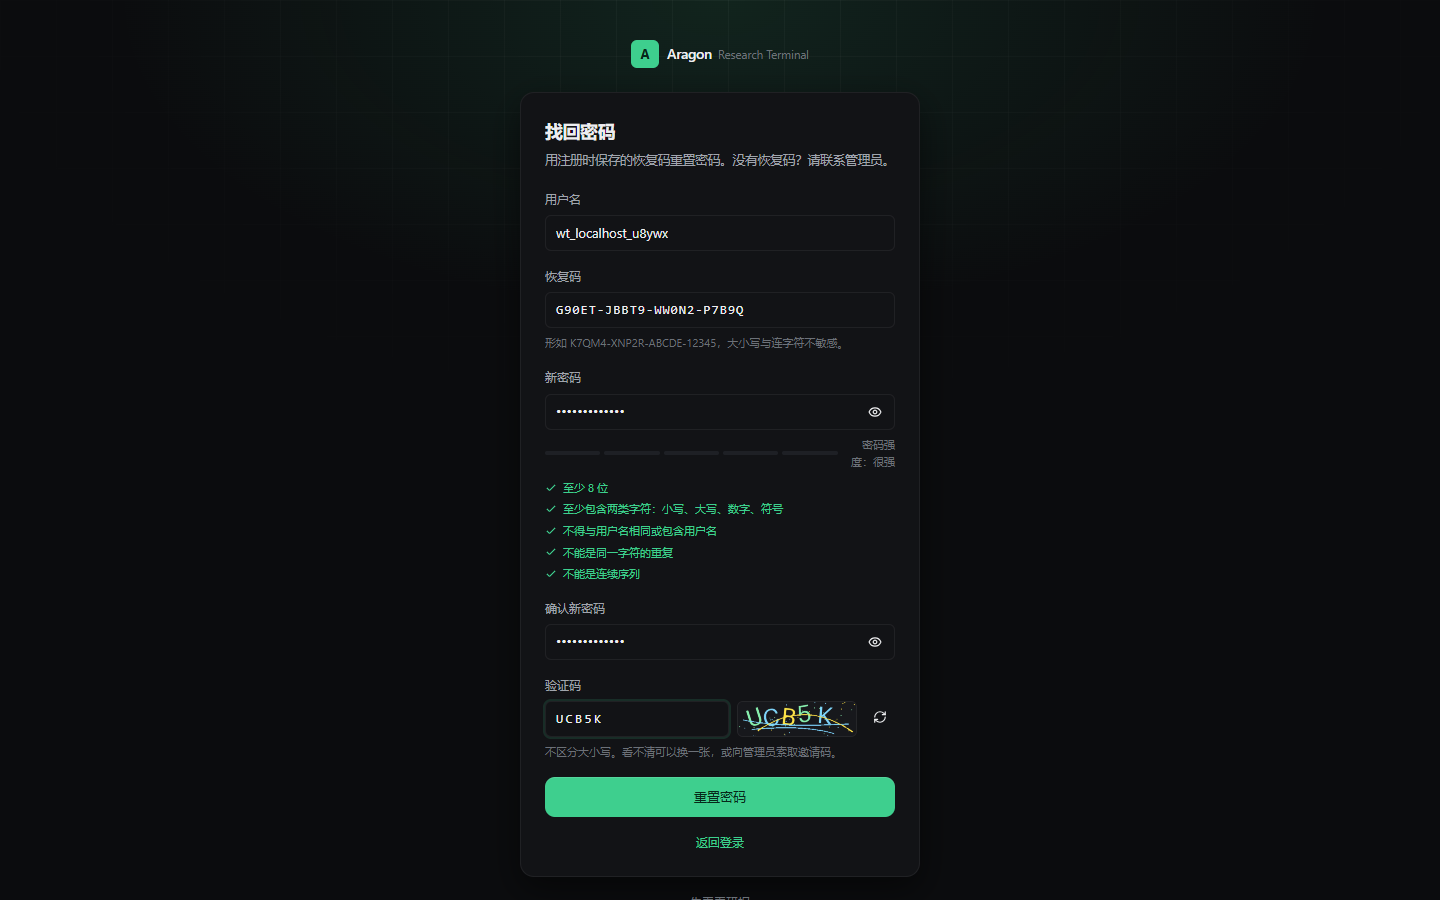 A Aragon Research Terminal
找回密码
用注册时保存的恢复码重置密码。没有恢复码？请联系管理员。
用户名
wt_localhost_u8ywx
恢复码
G90ET-JBBT9-WW0N2-P7B9Q
形如 K7QM4-XNP2R-ABCDE-12345，大小写与连字符不敏感。
新密码
•••••••••••••
密码强
度：很强
至少 8 位
至少包含两类字符：小写、大写、数字、符号
不得与用户名相同或包含用户名
不能是同一字符的重复
不能是连续序列
确认新密码
•••••••••••••
验证码
UCB5K UCB5K
不区分大小写。看不清可以换一张，或向管理员索取邀请码。
重置密码
返回登录